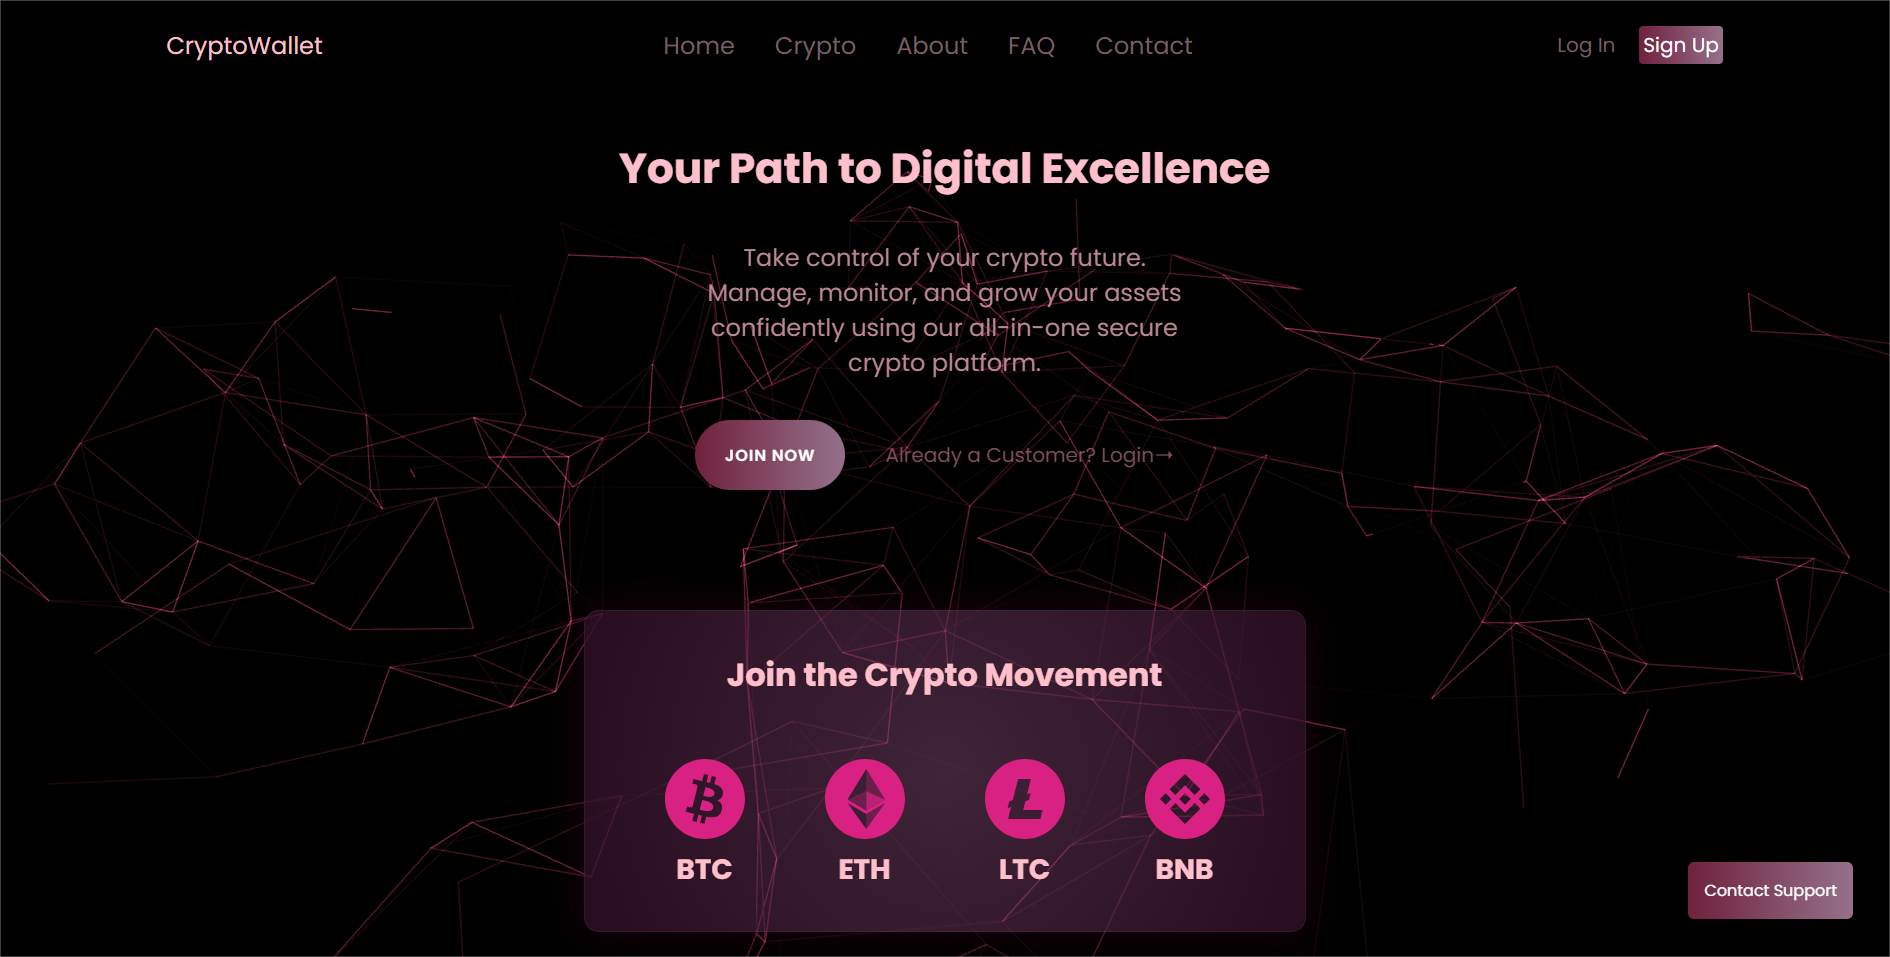 CryptoWallet
Home Crypto About FAQ Contact
Log In Sign Up
Your Path to Digital Excellence
Take control of your crypto future.
Manage, monitor, and grow your assets
confidently using our all-in-one secure
crypto platform.
JOIN NOW
Already a Customer? Login→
Join the Crypto Movement
BTC ETH LTC BNB
Contact Support